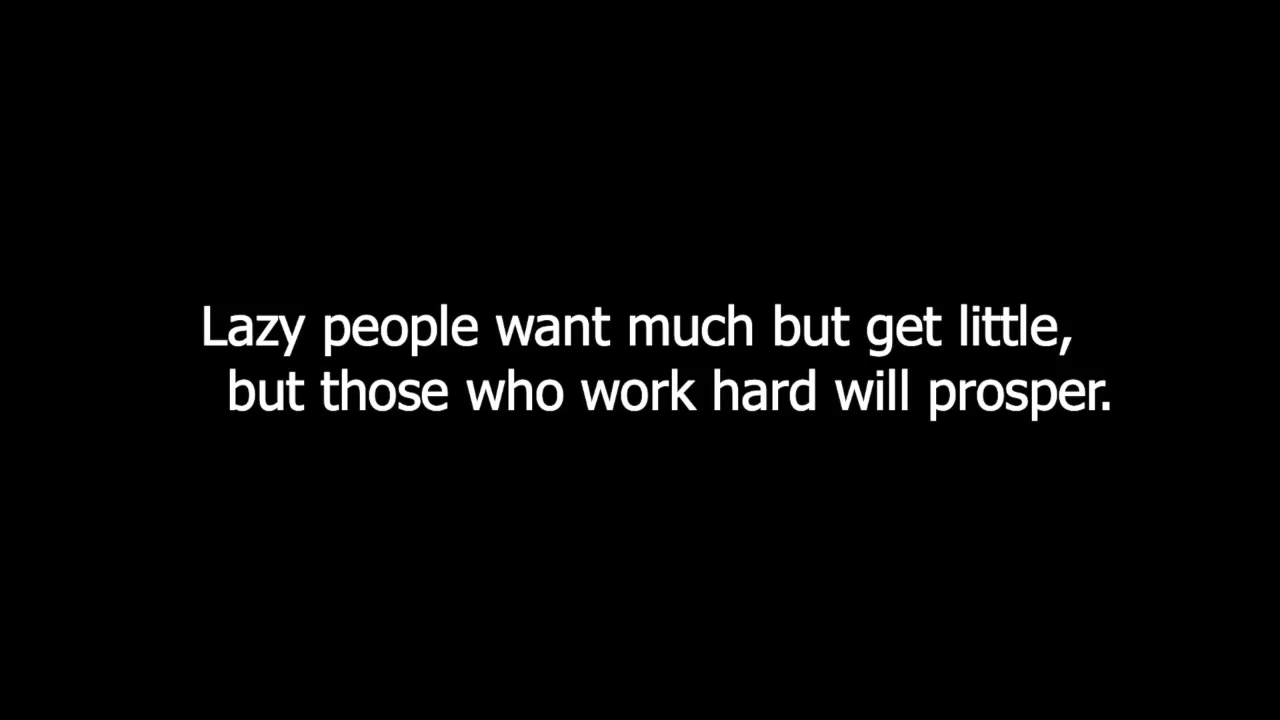 Lazy people want much but get little,
but those who work hard will prosper.